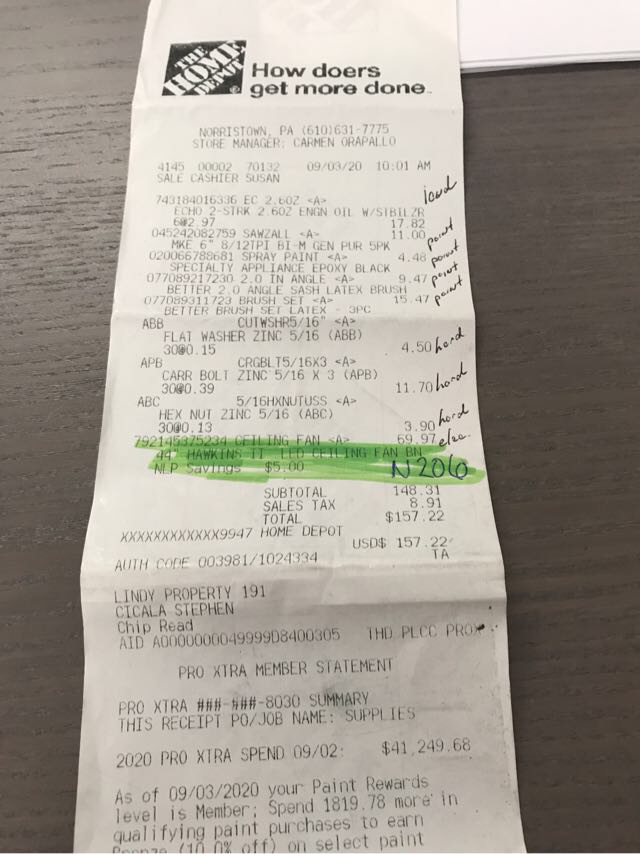 THE HOME DEPOT
How doers
get more done.
NORRISTOWN, PA (610)631-7775
STORE MANAGER: CARMEN ORAPALLO
4145 00002 70132 09/03/20 10:01 AM
SALE CASHIER SUSAN
743184016336 EC 2.6OZ <A>
ECHO 2-STRK 2.6OZ ENGN OIL W/STBILZR
6@2.97 17.82
045242082759 SAWZALL <A> 11.00
MKE 6" 8/12TPI BI-M GEN PUR 5PK
020066788681 SPRAY PAINT <A> 4.48 paint
SPECIALTY APPLIANCE EPOXY BLACK
077089217230 2.0 IN ANGLE <A> 9.47 paint
BETTER 2.0 ANGLE SASH LATEX BRUSH
077089311723 BRUSH SET <A> 15.47 paint
BETTER BRUSH SET LATEX - 3PC
ABB CUTWSHR5/16" <A>
FLAT WASHER ZINC 5/16 (ABB)
30@0.15 4.50 hard
APB CRGBLT5/16X3 <A>
CARR BOLT ZINC 5/16 X 3 (APB)
30@0.39 11.70 hard
ABC 5/16HXNUTUSS <A>
HEX NUT ZINC 5/16 (ABC)
30@0.13 3.90 hard
792145375234 CEILING FAN <A> 69.97 elec.
44" HAWKINS II LED CEILING FAN BN
NLP Savings $5.00 N206
SUBTOTAL 148.31
SALES TAX 8.91
TOTAL $157.22
XXXXXXXXXXXX9947 HOME DEPOT
USD$ 157.22
AUTH CODE 003981/1024334 TA
LINDY PROPERTY 191
CICALA STEPHEN
Chip Read
AID A0000000049999D8400305 THD PLCC PROX
PRO XTRA MEMBER STATEMENT
PRO XTRA ###-###-8030 SUMMARY
THIS RECEIPT PO/JOB NAME: SUPPLIES
2020 PRO XTRA SPEND 09/02: $41,249.68
As of 09/03/2020 your Paint Rewards
level is Member; Spend 1819.78 more in
qualifying paint purchases to earn
Bronze (10.0% off) on select paint